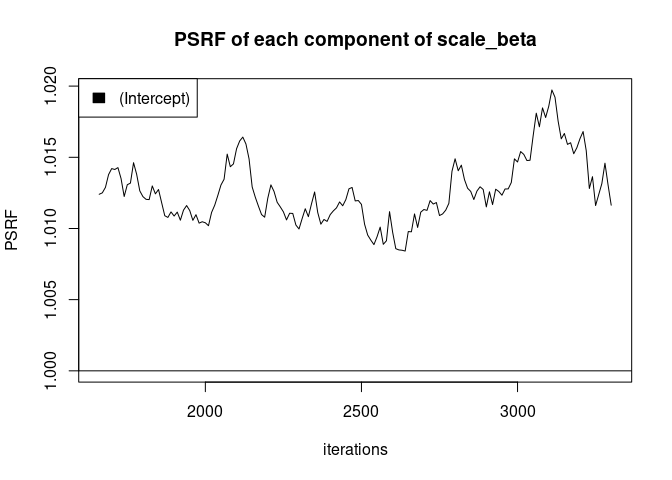 PSRF of each component of scale_beta
(Intercept)
PSRF
1.020
1.015
1.010
1.005
1.000
2000 2500 3000
iterations